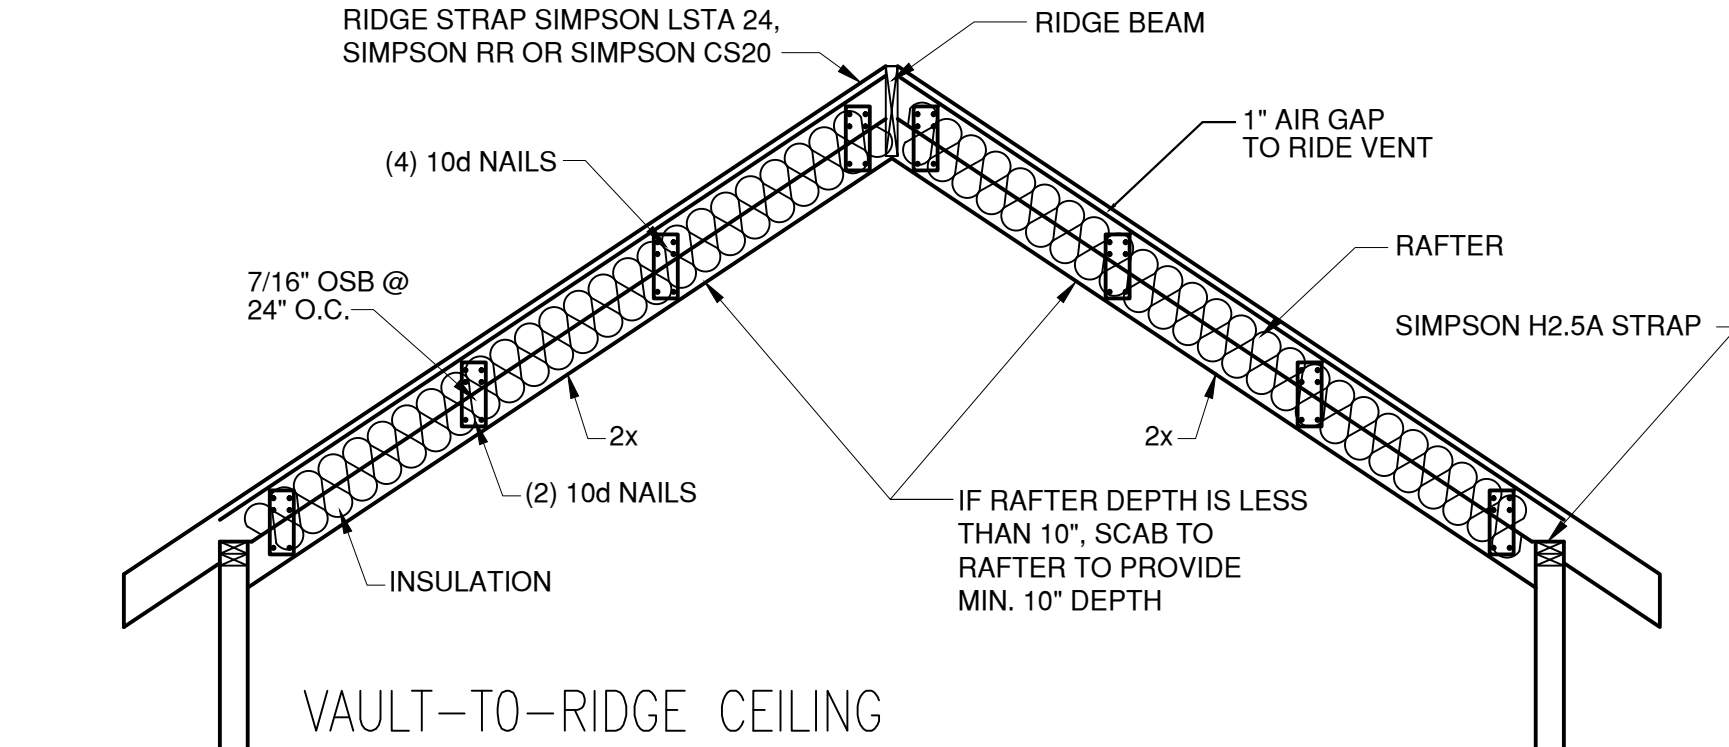 RIDGE STRAP SIMPSON LSTA 24,
SIMPSON RR OR SIMPSON CS20
RIDGE BEAM
1" AIR GAP
TO RIDE VENT
(4) 10d NAILS
RAFTER
7/16" OSB @
24" O.C.
SIMPSON H2.5A STRAP
2x
2x
(2) 10d NAILS
IF RAFTER DEPTH IS LESS
THAN 10", SCAB TO
RAFTER TO PROVIDE
MIN. 10" DEPTH
INSULATION
VAULT-TO-RIDGE CEILING